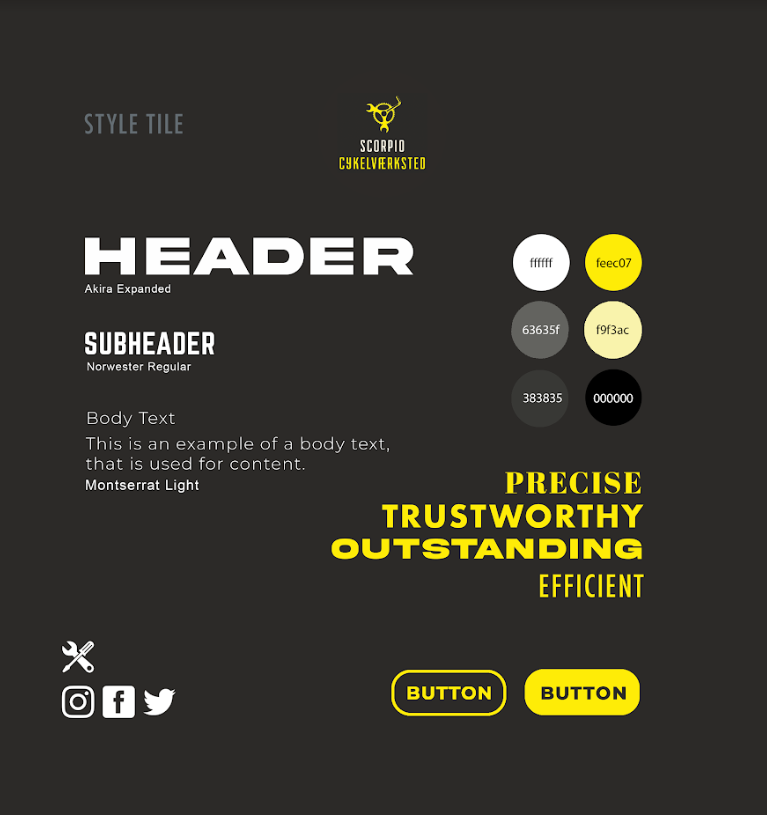 STYLE TILE
SCORPIO
CYKELVÆRKSTED
HEADER
Akira Expanded
SUBHEADER
Norwester Regular
Body Text
This is an example of a body text,
that is used for content.
Montserrat Light
ffffff
feec07
63635f
f9f3ac
383835
000000
PRECISE
TRUSTWORTHY
OUTSTANDING
EFFICIENT
BUTTON
BUTTON